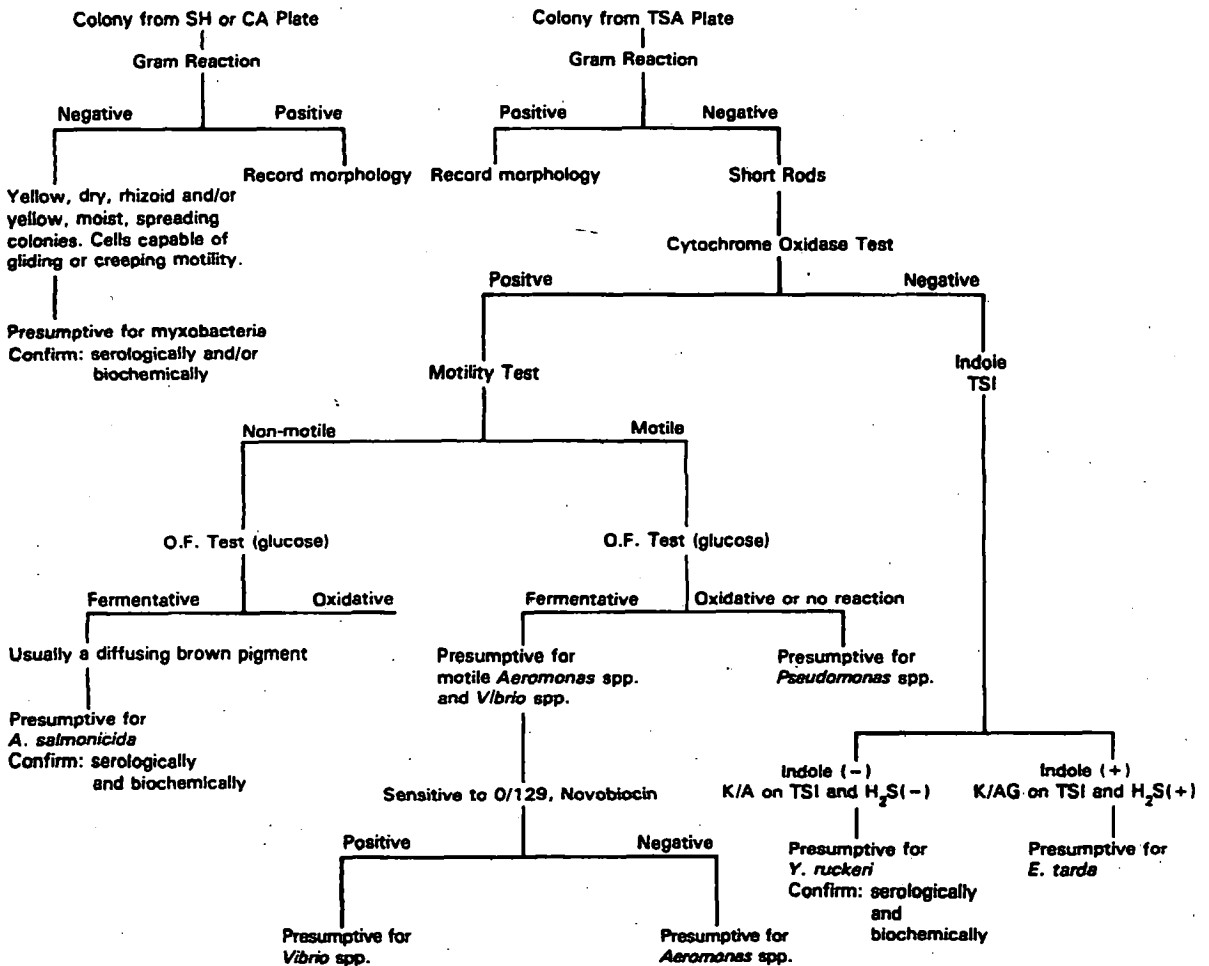 Colony from SH or CA Plate
Gram Reaction
Negative
Positive
Yellow, dry, rhizoid and/or
yellow, moist, spreading
colonies. Cells capable of
gliding or creeping motility.
Record morphology
Presumptive for myxobacteria
Confirm: serologically and/or
biochemically
Colony from TSA Plate
Gram Reaction
Positive
Negative
Record morphology
Short Rods
Cytochrome Oxidase Test
Positve
Negative
Motility Test
Indole
TSI
Non-motile
Motile
O.F. Test (glucose)
O.F. Test (glucose)
Fermentative
Oxidative
Fermentative
Oxidative or no reaction
Usually a diffusing brown pigment
Presumptive for
motile Aeromonas spp.
and Vibrio spp.
Presumptive for
Pseudomonas spp.
Presumptive for
A. salmonicida
Confirm: serologically
and biochemically
Sensitive to 0/129, Novobiocin
Positive
Negative
Presumptive for
Vibrio spp.
Presumptive for
Aeromonas spp.
Indole (-)
K/A on TSI and H₂S(-)
Indole (+)
K/AG on TSI and H₂S(+)
Presumptive for
Y. ruckeri
Confirm: serologically
and
biochemically
Presumptive for
E. tarda